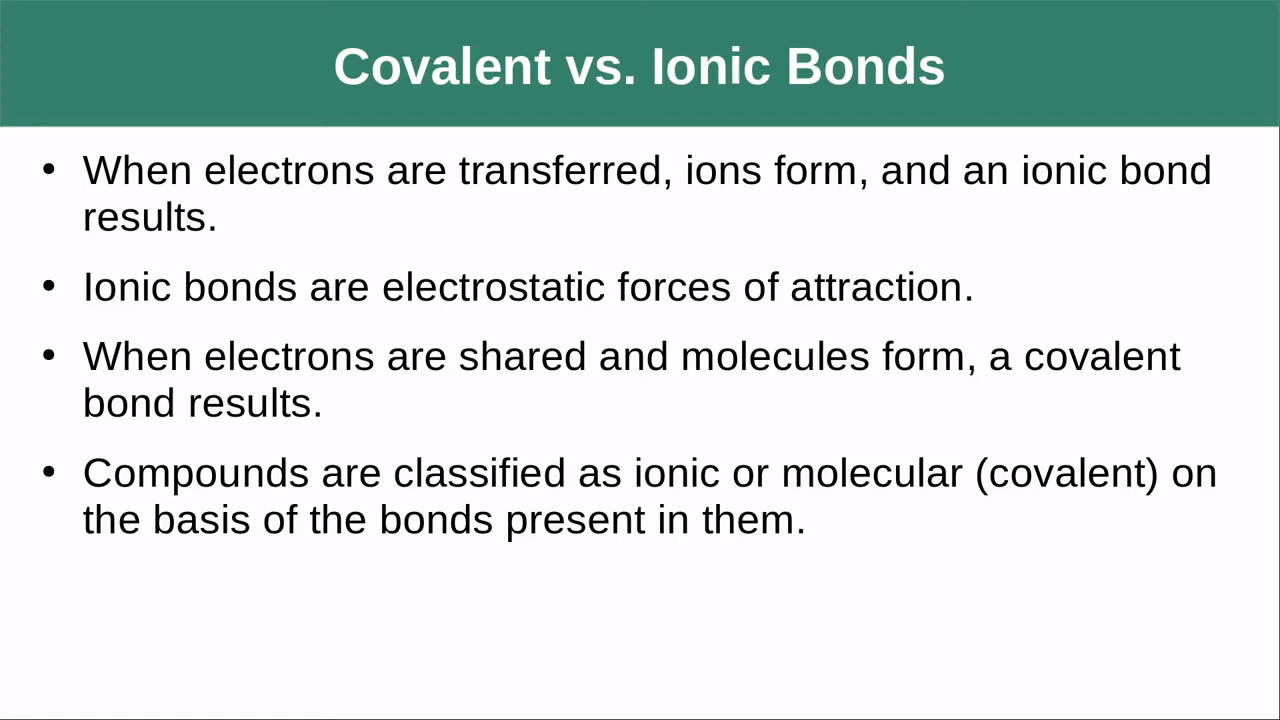 Covalent vs. Ionic Bonds
• When electrons are transferred, ions form, and an ionic bond
results.
• Ionic bonds are electrostatic forces of attraction.
• When electrons are shared and molecules form, a covalent
bond results.
• Compounds are classified as ionic or molecular (covalent) on
the basis of the bonds present in them.